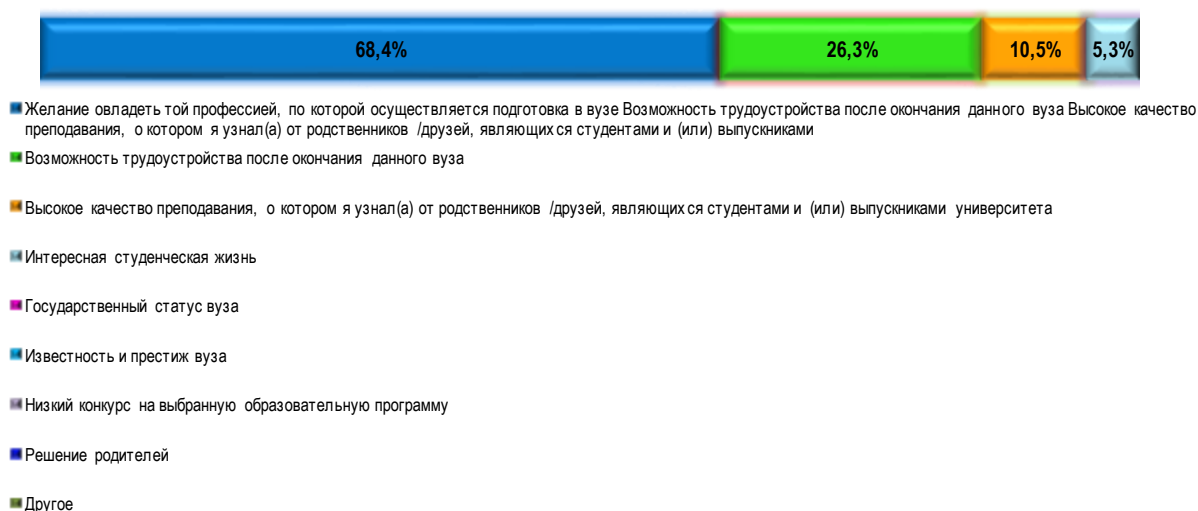 68,4% 26,3% 10,5% 5,3%
Желание овладеть той профессией, по которой осуществляется подготовка в вузе Возможность трудоустройства после окончания данного вуза Высокое качество
преподавания, о котором я узнал(а) от родственников /друзей, являющихся студентами и (или) выпускниками
Возможность трудоустройства после окончания данного вуза
Высокое качество преподавания, о котором я узнал(а) от родственников /друзей, являющихся студентами и (или) выпускниками университета
Интересная студенческая жизнь
Государственный статус вуза
Известность и престиж вуза
Низкий конкурс на выбранную образовательную программу
Решение родителей
Другое